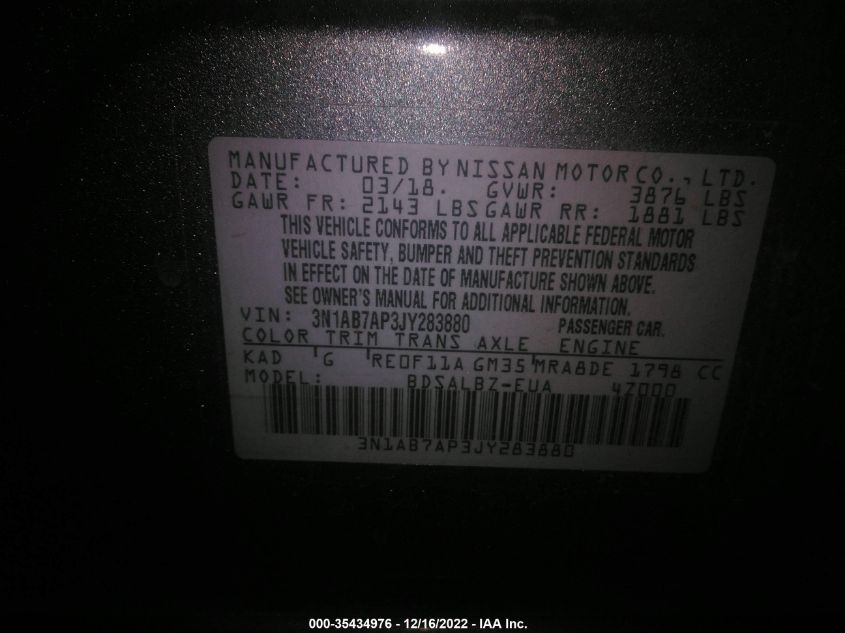 MANUFACTURED BY NISSAN MOTOR CO., LTD.
DATE: 03/18. GVWR: 3876 LBS
GAWR FR: 2143 LBS GAWR RR: 1881 LBS
THIS VEHICLE CONFORMS TO ALL APPLICABLE FEDERAL MOTOR
VEHICLE SAFETY, BUMPER AND THEFT PREVENTION STANDARDS
IN EFFECT ON THE DATE OF MANUFACTURE SHOWN ABOVE.
SEE OWNER'S MANUAL FOR ADDITIONAL INFORMATION.
VIN: 3N1AB7AP3JY283880 PASSENGER CAR.
COLOR TRIM TRANS AXLE ENGINE
KAD G RE0F11A GM35 MRA8DE 1798 CC
MODEL: BDSALBZ-EUA 4Z000
3N1AB7AP3JY283880
000-35434976 - 12/16/2022 - IAA Inc.